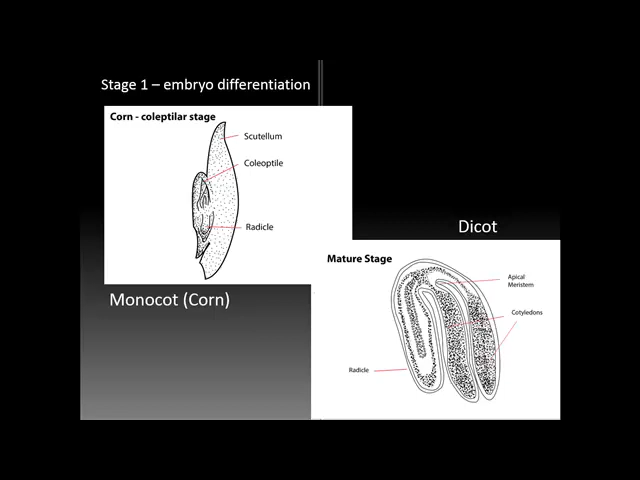 Stage 1 – embryo differentiation
Corn - coleptilar stage
Scutellum
Coleoptile
Radicle
Monocot (Corn)
Dicot
Mature Stage
Apical
Meristem
Cotyledons
Radicle